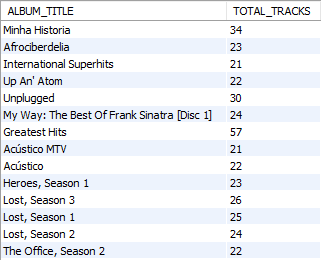 ALBUM_TITLE TOTAL_TRACKS
Minha Historia 34
Afrociberdelia 23
International Superhits 21
Up An' Atom 22
Unplugged 30
My Way: The Best Of Frank Sinatra [Disc 1] 24
Greatest Hits 57
Acústico MTV 21
Acústico 22
Heroes, Season 1 23
Lost, Season 3 26
Lost, Season 1 25
Lost, Season 2 24
The Office, Season 2 22